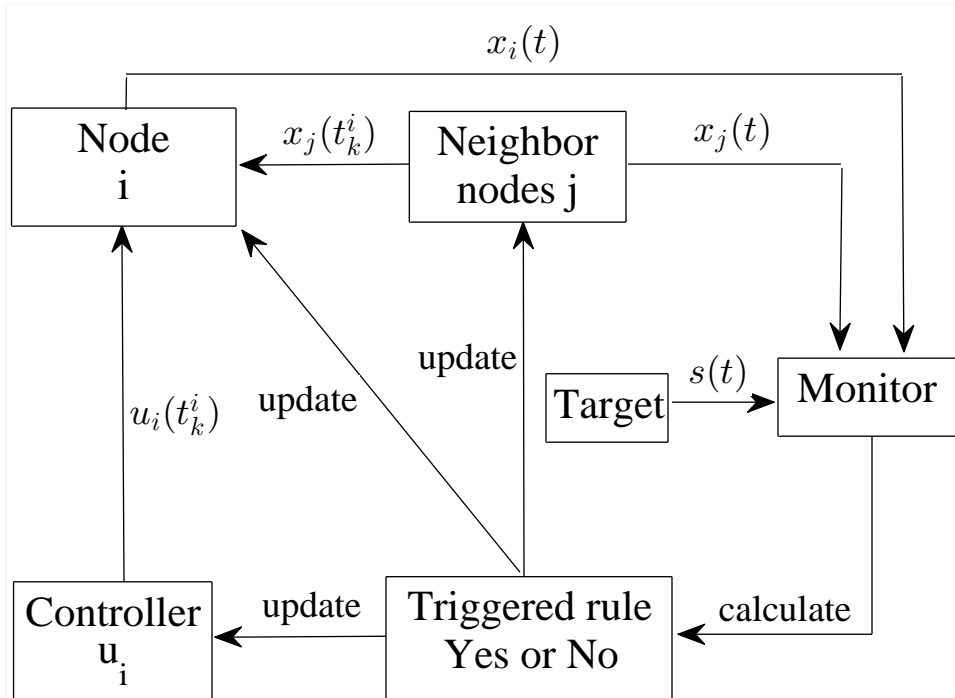 x_i(t)
Node
i
x_j(t_k^i)
Neighbor
nodes j
x_j(t)
update
update
s(t)
Target
Monitor
u_i(t_k^i)
Controller
u_i
update
Triggered rule
Yes or No
calculate